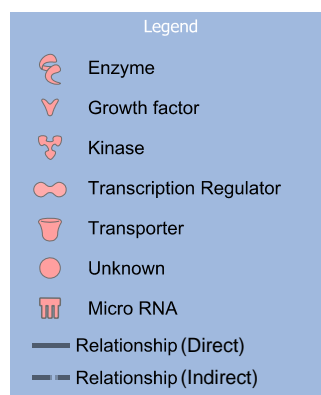 Legend
Enzyme
Growth factor
Kinase
Transcription Regulator
Transporter
Unknown
Micro RNA
Relationship (Direct)
Relationship (Indirect)